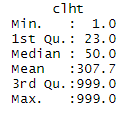 clht
Min.   :  1.0
1st Qu.: 23.0
Median : 50.0
Mean   :307.7
3rd Qu.:999.0
Max.   :999.0